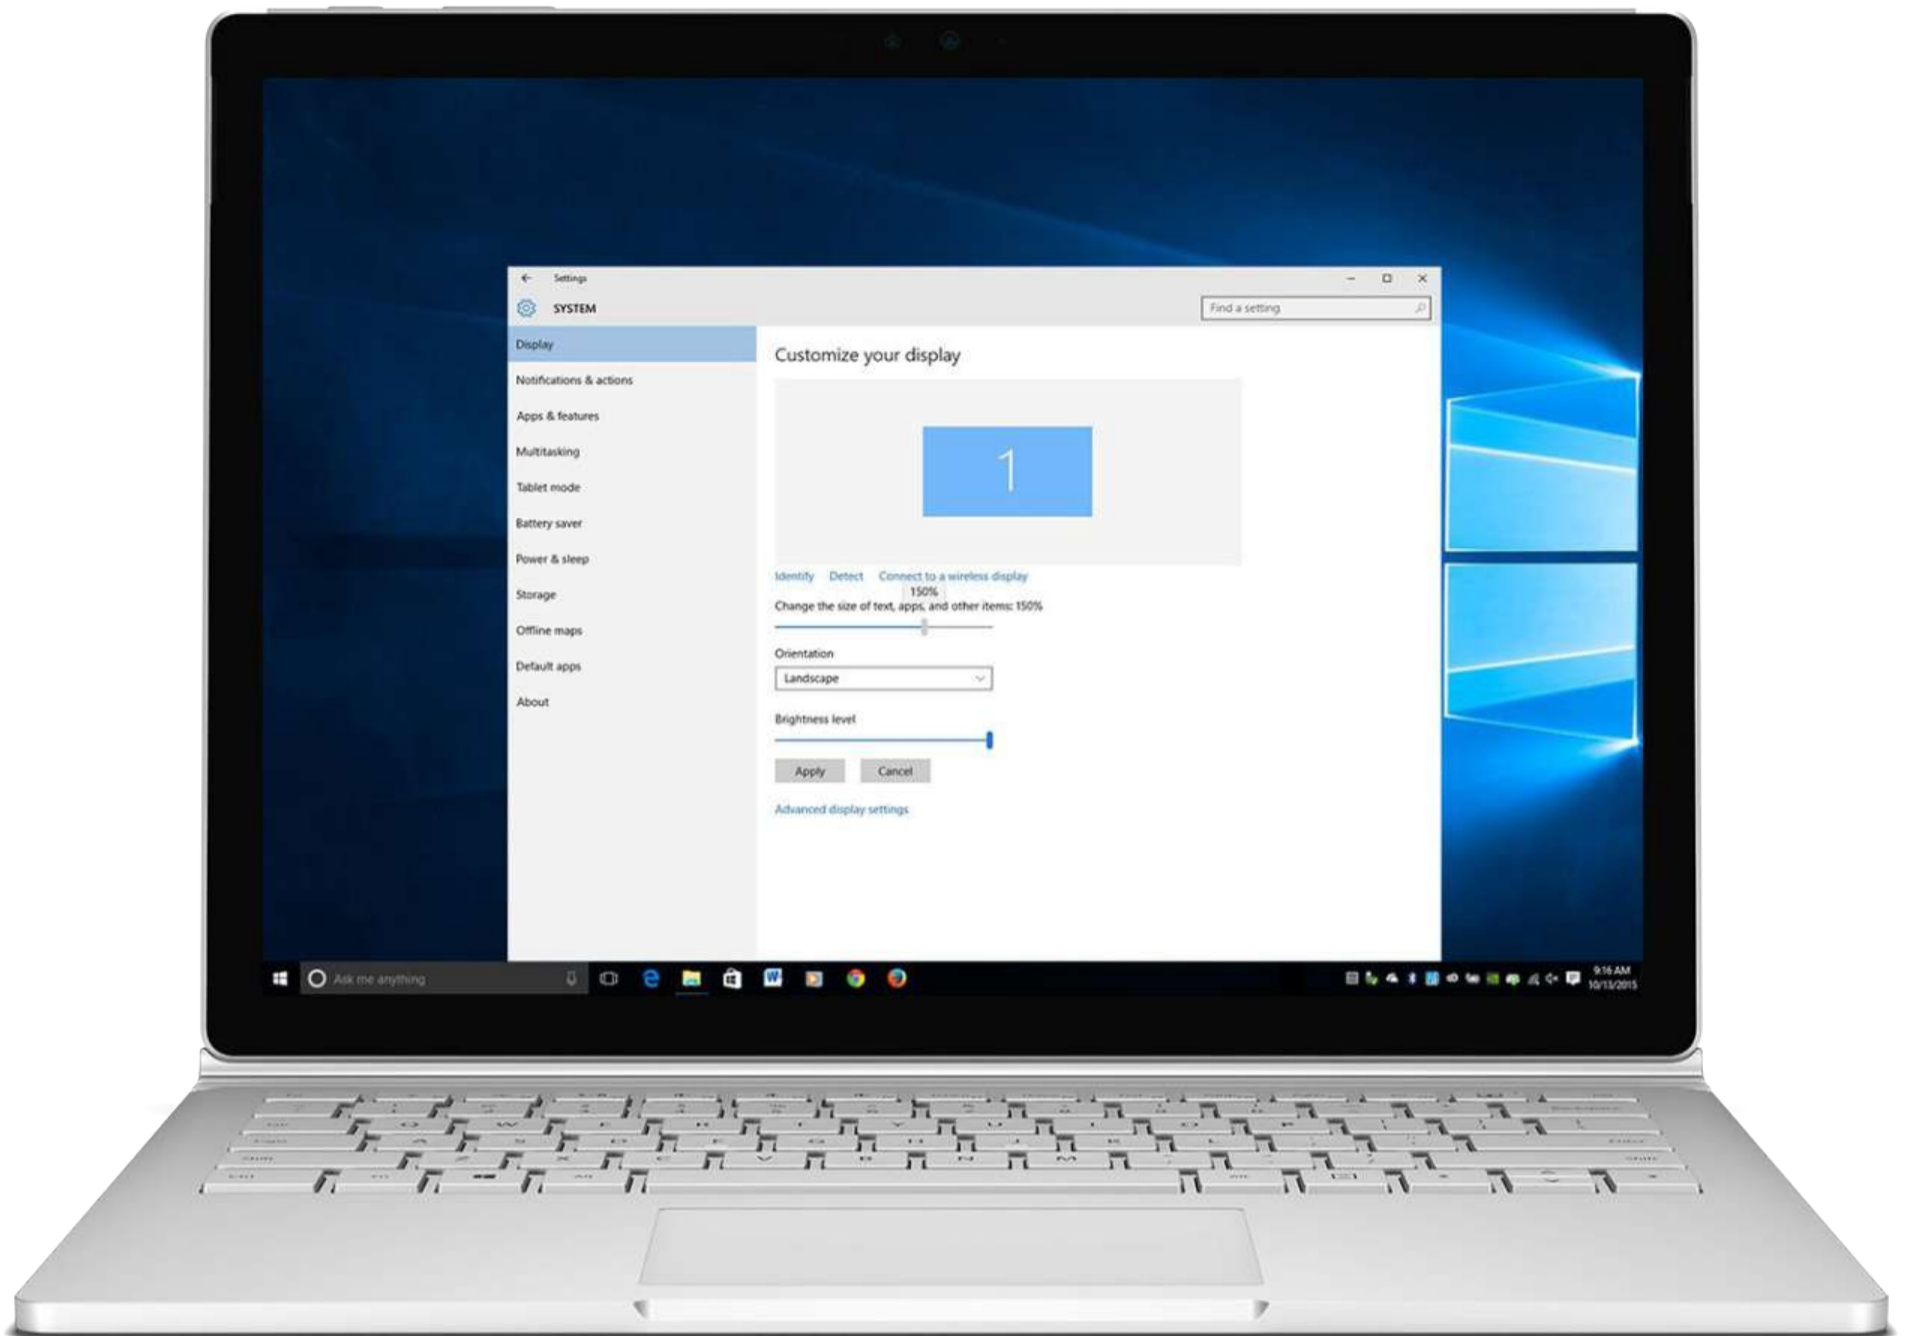 Settings
SYSTEM
Find a setting
Display
Notifications & actions
Apps & features
Multitasking
Tablet mode
Battery saver
Power & sleep
Storage
Offline maps
Default apps
About
Customize your display
1
Identify Detect Connect to a wireless display
150%
Change the size of text, apps, and other items: 150%
Orientation
Landscape
Brightness level
Apply Cancel
Advanced display settings
Ask me anything
9:16 AM
10/13/2015